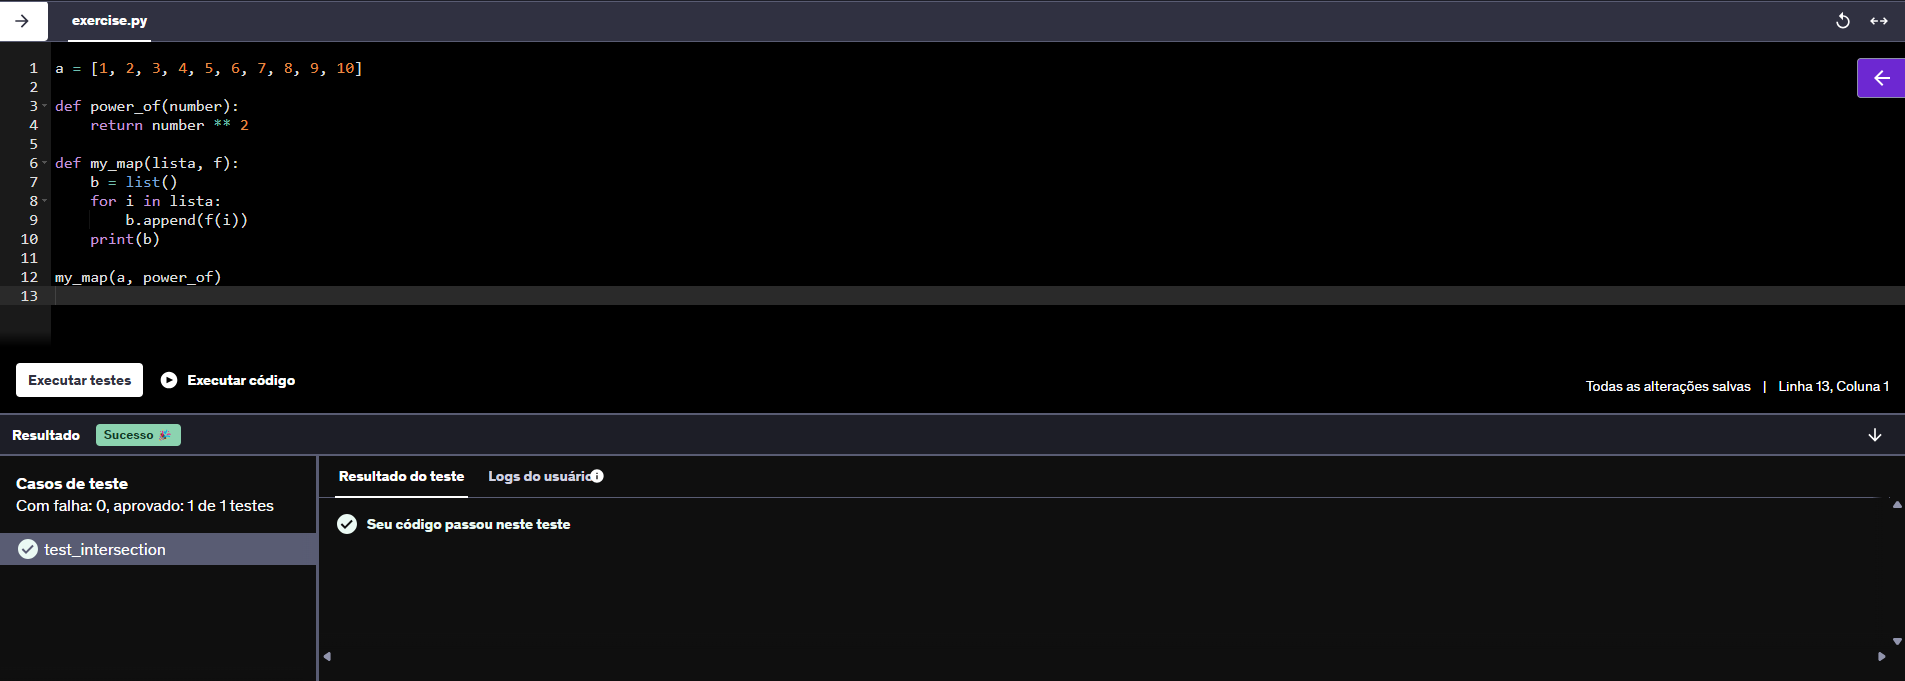 exercise.py
1 a = [1, 2, 3, 4, 5, 6, 7, 8, 9, 10]
2
3 def power_of(number):
4     return number ** 2
5
6 def my_map(lista, f):
7     b = list()
8     for i in lista:
9         b.append(f(i))
10     print(b)
11
12 my_map(a, power_of)
13
Executar testes Executar código
Todas as alterações salvas | Linha 13, Coluna 1
Resultado Sucesso 🎉
Casos de teste
Com falha: 0, aprovado: 1 de 1 testes
test_intersection
Resultado do teste Logs do usuário
Seu código passou neste teste